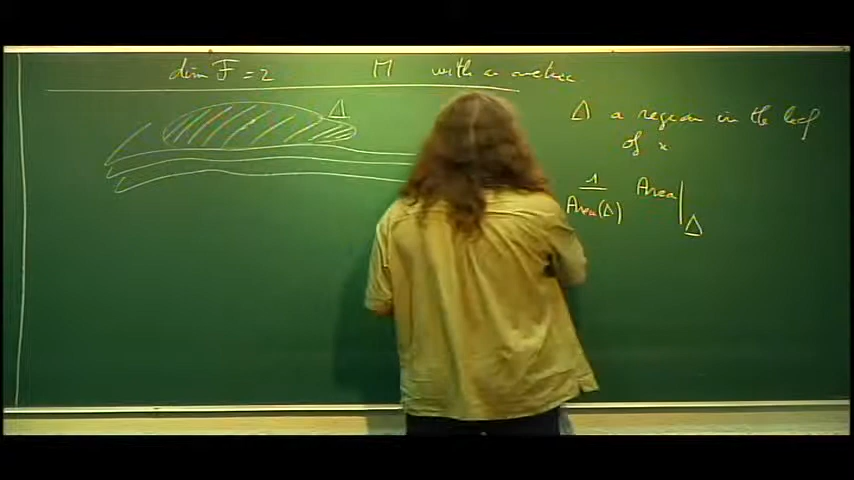 dim F = 2 M with a metric
Δ
Δ a region in the leaf
of x
1
Area(Δ) Area|Δ